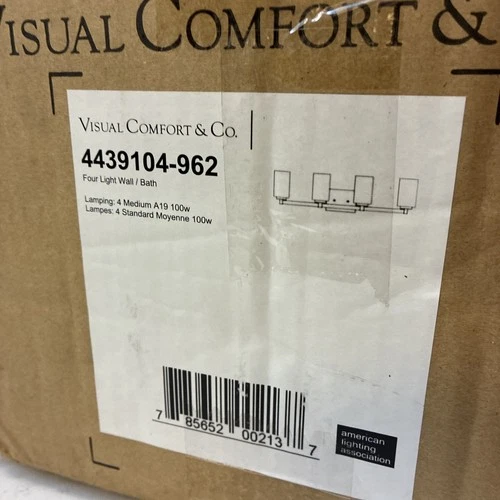 VISUAL COMFORT &
VISUAL COMFORT & CO.
4439104-962
Four Light Wall / Bath
Lamping: 4 Medium A19 100w
Lampes: 4 Standard Moyenne 100w
7 85652 00213 7
american
lighting
association